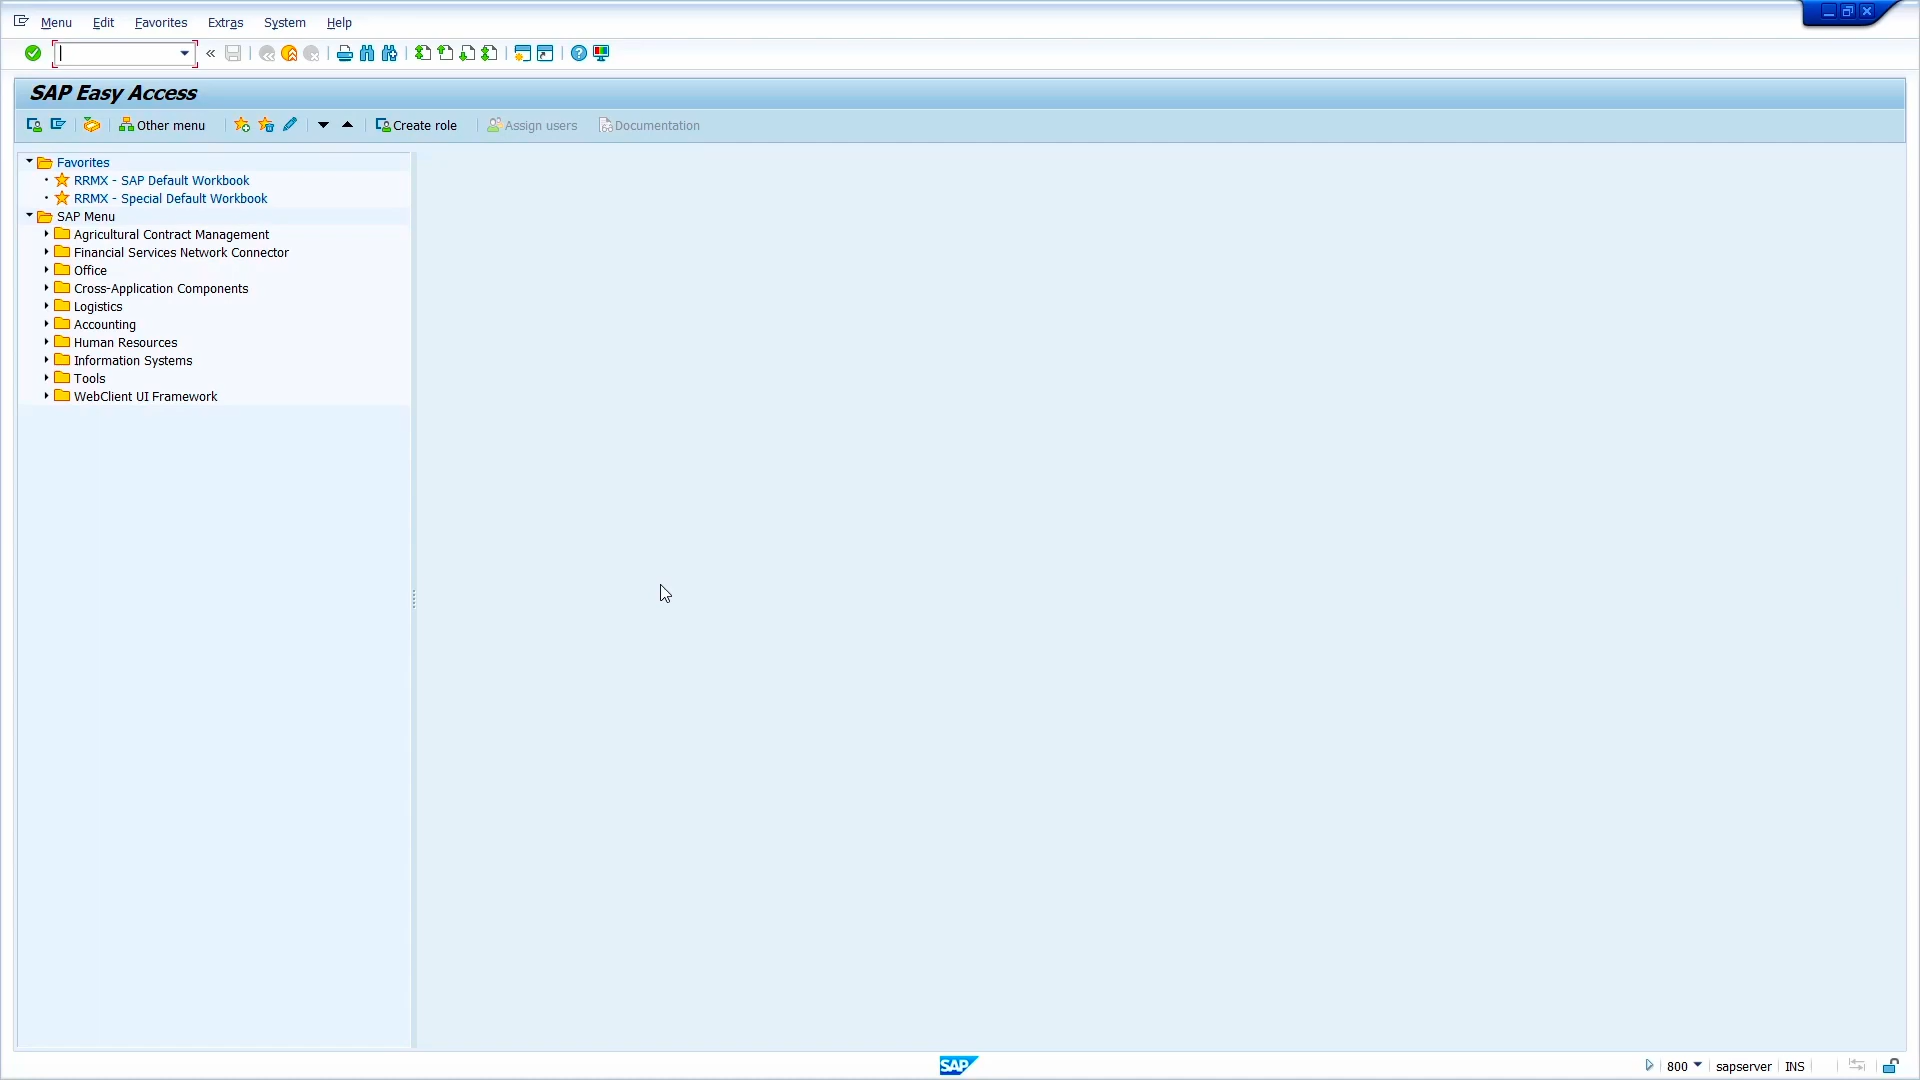 Menu Edit Favorites Extras System Help
SAP Easy Access
Other menu Create role Assign users Documentation
Favorites
RRMX - SAP Default Workbook
RRMX - Special Default Workbook
SAP Menu
Agricultural Contract Management
Financial Services Network Connector
Office
Cross-Application Components
Logistics
Accounting
Human Resources
Information Systems
Tools
WebClient UI Framework
SAP 800 sapserver INS